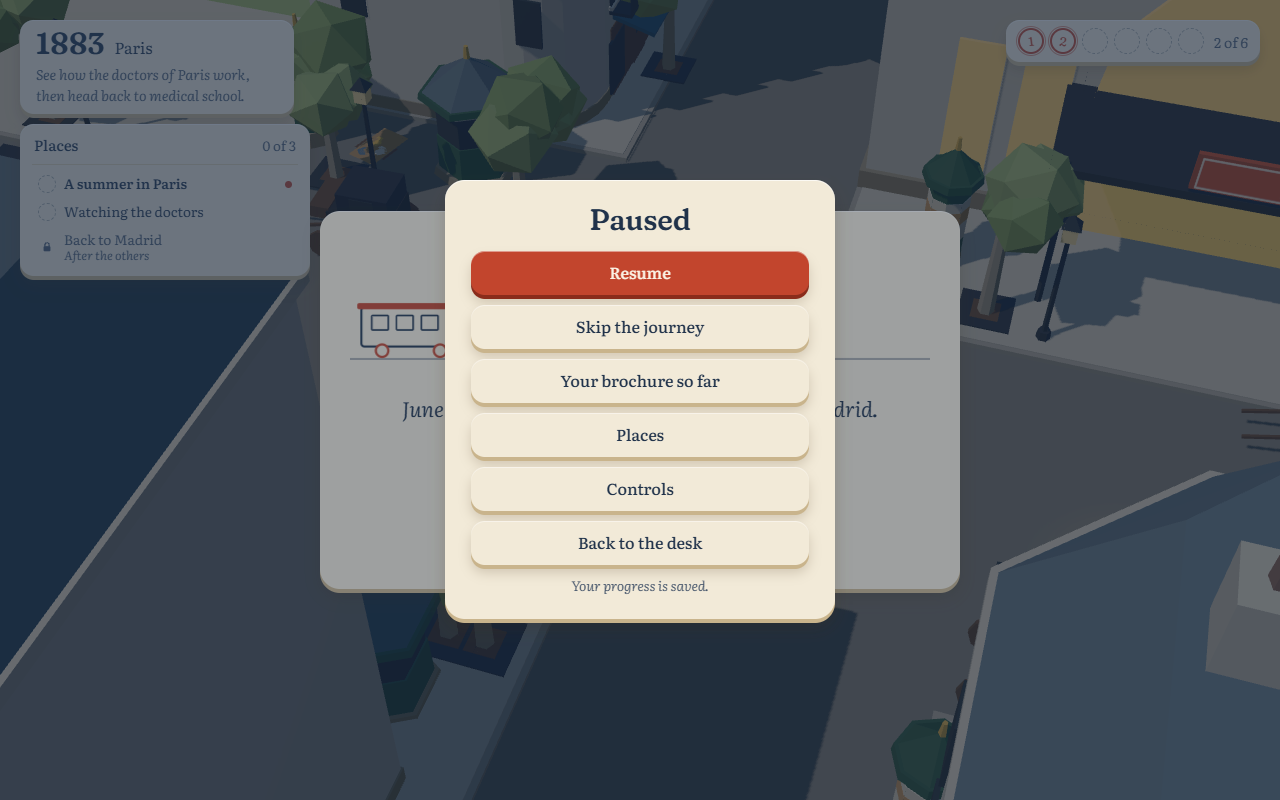 1883 Paris
See how the doctors of Paris work,
then head back to medical school.
1 2 2 of 6
Places 0 of 3
A summer in Paris
Watching the doctors
Back to Madrid
After the others
Paused
Resume
Skip the journey
Your brochure so far
Places
Controls
Back to the desk
Your progress is saved.
June